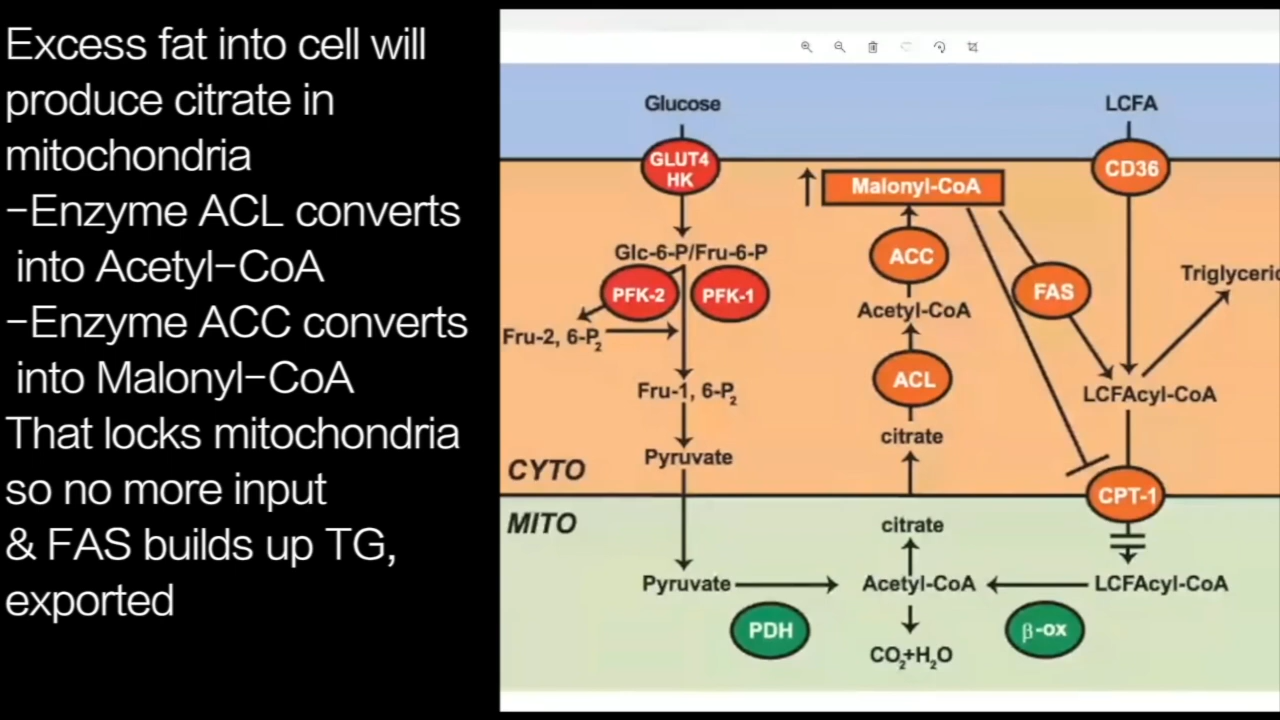 Excess fat into cell will
produce citrate in
mitochondria
-Enzyme ACL converts
into Acetyl-CoA
-Enzyme ACC converts
into Malonyl-CoA
That locks mitochondria
so no more input
& FAS builds up TG,
exported
Glucose
LCFA
GLUT4
HK
CD36
Malonyl-CoA
Glc-6-P/Fru-6-P
ACC
PFK-2
PFK-1
FAS
Triglyceric
Acetyl-CoA
Fru-2, 6-P2
ACL
Fru-1, 6-P2
LCFAcyl-CoA
citrate
Pyruvate
CYTO
CPT-1
MITO
citrate
Pyruvate
Acetyl-CoA
LCFAcyl-CoA
PDH
β-ox
CO2+H2O